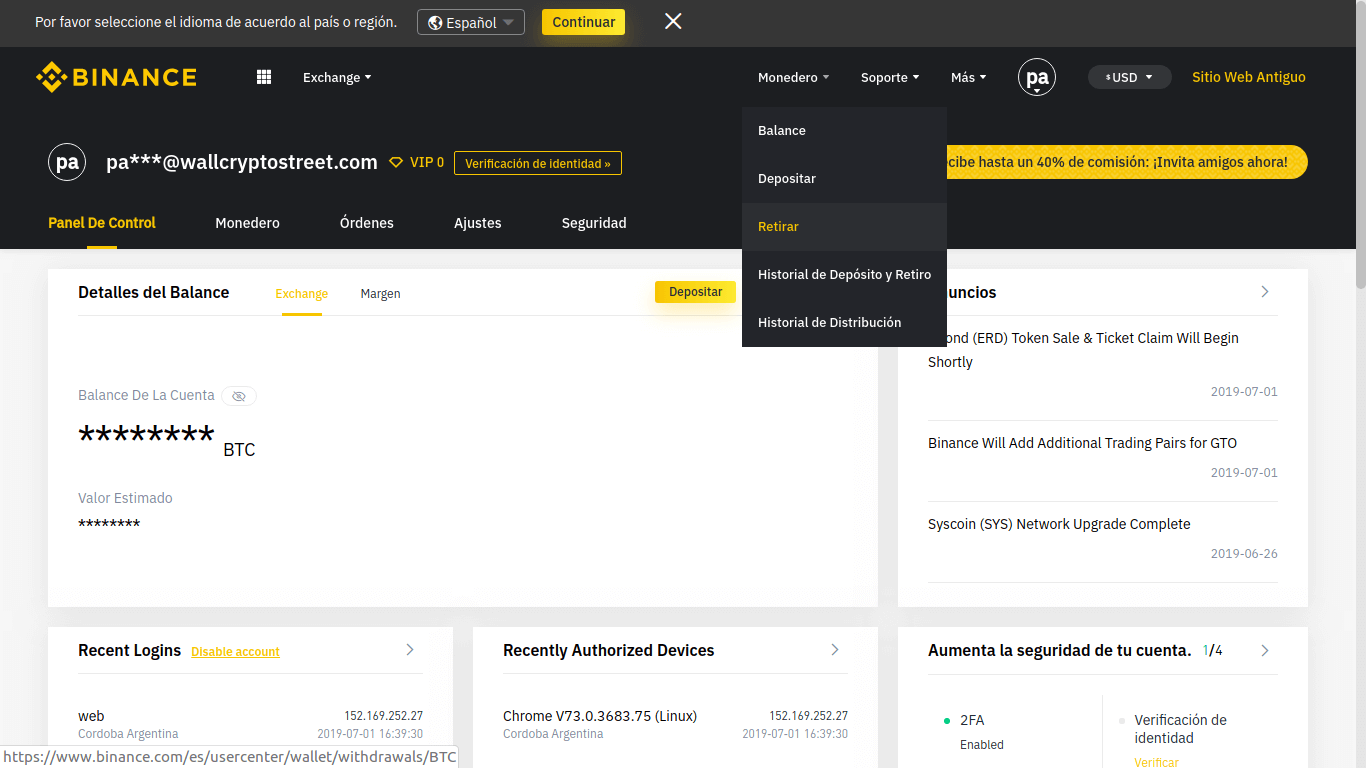 Por favor seleccione el idioma de acuerdo al país o región.
Español
Continuar
BINANCE
Exchange
Monedero
Soporte
Más
pa
$ USD
Sitio Web Antiguo
pa
pa***@wallcryptostreet.com
VIP 0
Verificación de identidad »
hasta un 40% de comisión: ¡Invita amigos ahora!
Balance
Depositar
Retirar
Historial de Depósito y Retiro
Historial de Distribución
Panel De Control
Monedero
Órdenes
Ajustes
Seguridad
Detalles del Balance
Exchange
Margen
Depositar
Balance De La Cuenta
******** BTC
Valor Estimado
********
(ERD) Token Sale & Ticket Claim Will Begin
Shortly
2019-07-01
Binance Will Add Additional Trading Pairs for GTO
2019-07-01
Syscoin (SYS) Network Upgrade Complete
2019-06-26
Recent Logins
Disable account
web
152.169.252.27
Cordoba Argentina
2019-07-01 16:39:30
Recently Authorized Devices
Chrome V73.0.3683.75 (Linux)
152.169.252.27
Cordoba Argentina
2019-07-01 16:39:30
Aumenta la seguridad de tu cuenta.
1/4
2FA
Enabled
Verificación de
identidad
Verificar
https://www.binance.com/es/usercenter/wallet/withdrawals/BTC